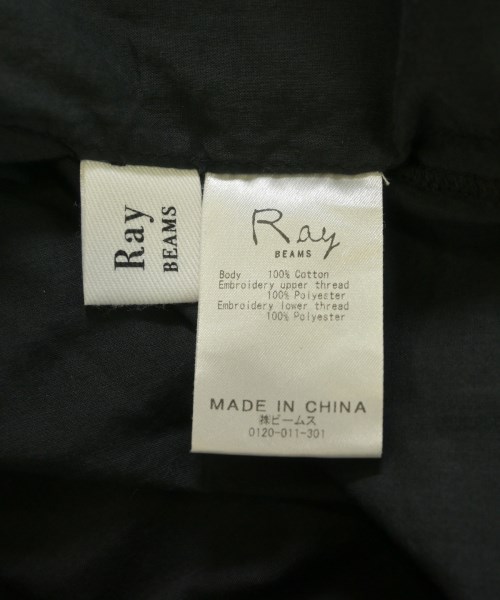 Ray
BEAMS
Ray
BEAMS
Body 100% Cotton
Embroidery upper thread
100% Polyester
Embroidery lower thread
100% Polyester
MADE IN CHINA
㈱ビームス
0120-011-301